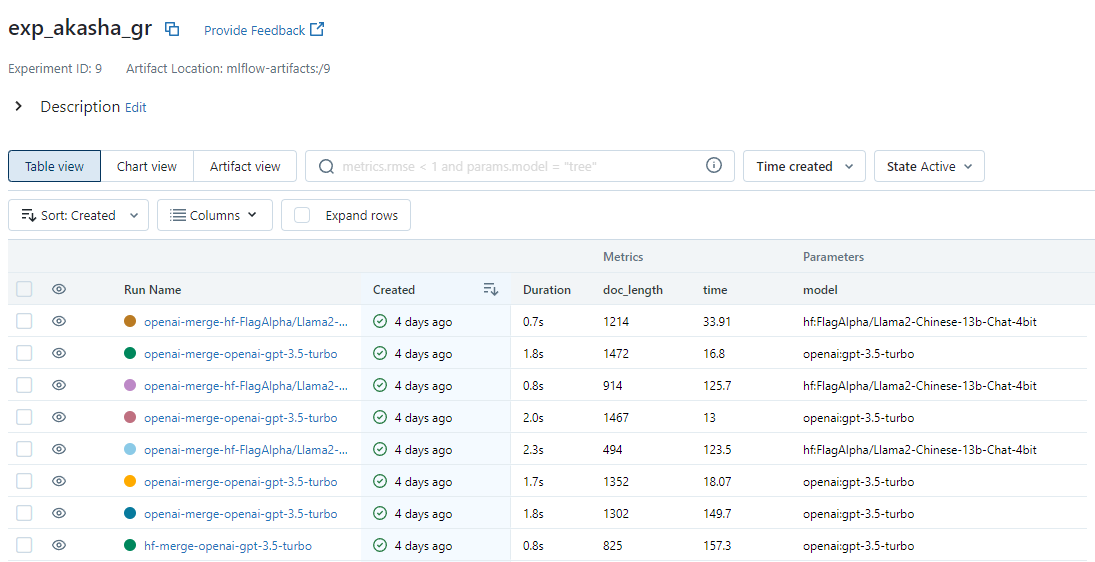 exp_akasha_gr Provide Feedback
Experiment ID: 9 Artifact Location: mlflow-artifacts:/9
Description Edit
Table view Chart view Artifact view metrics.rmse < 1 and params.model = "tree" Time created State Active
Sort: Created Columns Expand rows
Metrics Parameters
Run Name Created Duration doc_length time model
openai-merge-hf-FlagAlpha/Llama2-... 4 days ago 0.7s 1214 33.91 hf:FlagAlpha/Llama2-Chinese-13b-Chat-4bit
openai-merge-openai-gpt-3.5-turbo 4 days ago 1.8s 1472 16.8 openai:gpt-3.5-turbo
openai-merge-hf-FlagAlpha/Llama2-... 4 days ago 0.8s 914 125.7 hf:FlagAlpha/Llama2-Chinese-13b-Chat-4bit
openai-merge-openai-gpt-3.5-turbo 4 days ago 2.0s 1467 13 openai:gpt-3.5-turbo
openai-merge-hf-FlagAlpha/Llama2-... 4 days ago 2.3s 494 123.5 hf:FlagAlpha/Llama2-Chinese-13b-Chat-4bit
openai-merge-openai-gpt-3.5-turbo 4 days ago 1.7s 1352 18.07 openai:gpt-3.5-turbo
openai-merge-openai-gpt-3.5-turbo 4 days ago 1.8s 1302 149.7 openai:gpt-3.5-turbo
hf-merge-openai-gpt-3.5-turbo 4 days ago 0.8s 825 157.3 openai:gpt-3.5-turbo